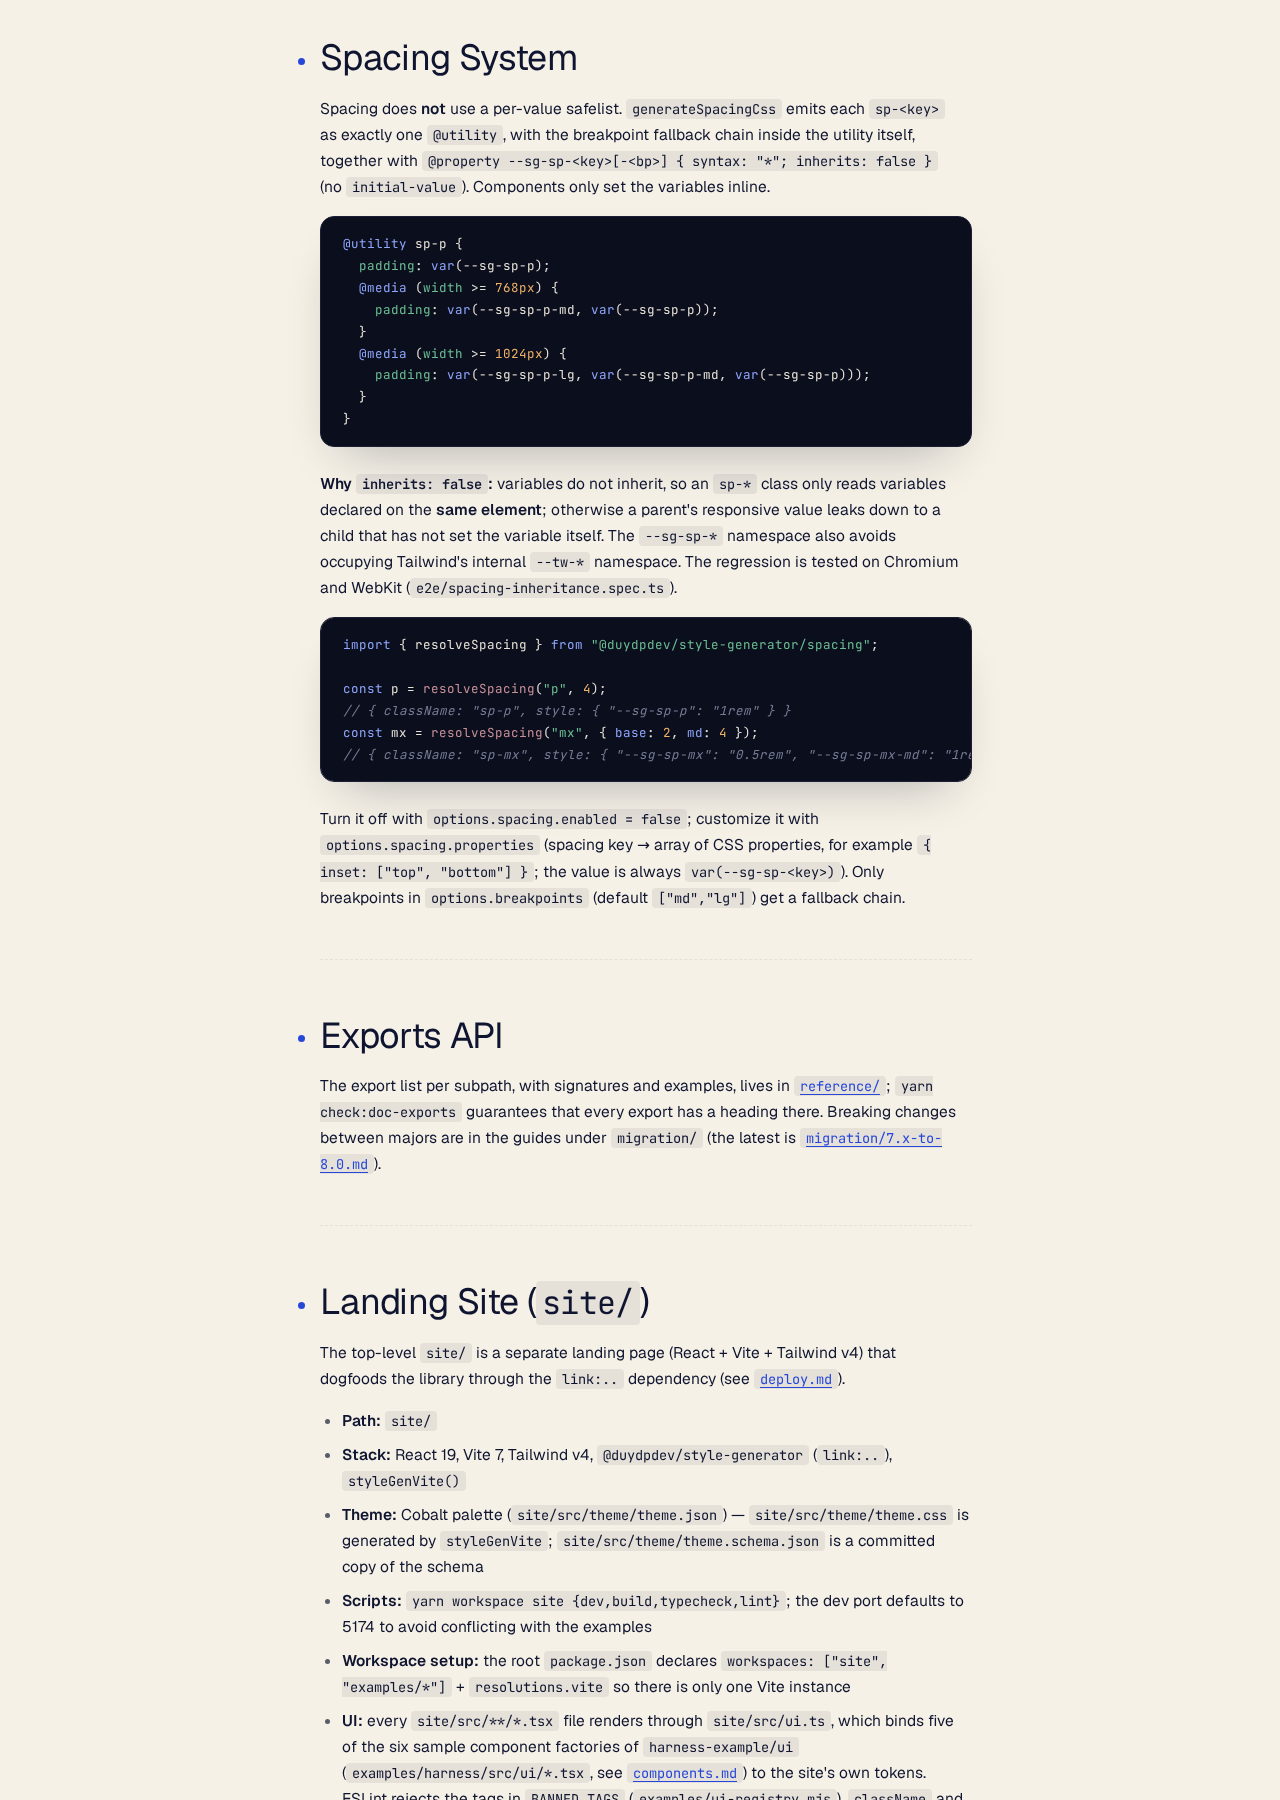 Spacing System
Spacing does not use a per-value safelist. generateSpacingCss emits each sp-<key>
as exactly one @utility, with the breakpoint fallback chain inside the utility itself,
together with @property --sg-sp-<key>[-<bp>] { syntax: "*"; inherits: false }
(no initial-value). Components only set the variables inline.
@utility sp-p {
  padding: var(--sg-sp-p);
  @media (width >= 768px) {
    padding: var(--sg-sp-p-md, var(--sg-sp-p));
  }
  @media (width >= 1024px) {
    padding: var(--sg-sp-p-lg, var(--sg-sp-p-md, var(--sg-sp-p)));
  }
}
Why inherits: false: variables do not inherit, so an sp-* class only reads variables
declared on the same element; otherwise a parent's responsive value leaks down to a
child that has not set the variable itself. The --sg-sp-* namespace also avoids
occupying Tailwind's internal --tw-* namespace. The regression is tested on Chromium
and WebKit (e2e/spacing-inheritance.spec.ts).
import { resolveSpacing } from "@duydpdev/style-generator/spacing";
const p = resolveSpacing("p", 4);
// { className: "sp-p", style: { "--sg-sp-p": "1rem" } }
const mx = resolveSpacing("mx", { base: 2, md: 4 });
// { className: "sp-mx", style: { "--sg-sp-mx": "0.5rem", "--sg-sp-mx-md": "1re
Turn it off with options.spacing.enabled = false; customize it with
options.spacing.properties (spacing key → array of CSS properties, for example {
inset: ["top", "bottom"] }; the value is always var(--sg-sp-<key>)). Only
breakpoints in options.breakpoints (default ["md","lg"]) get a fallback chain.
Exports API
The export list per subpath, with signatures and examples, lives in reference/; yarn
check:doc-exports guarantees that every export has a heading there. Breaking changes
between majors are in the guides under migration/ (the latest is migration/7.x-to-
8.0.md).
Landing Site (site/)
The top-level site/ is a separate landing page (React + Vite + Tailwind v4) that
dogfoods the library through the link:.. dependency (see deploy.md).
• Path: site/
• Stack: React 19, Vite 7, Tailwind v4, @duydpdev/style-generator (link:..),
styleGenVite()
• Theme: Cobalt palette (site/src/theme/theme.json) — site/src/theme/theme.css is
generated by styleGenVite; site/src/theme/theme.schema.json is a committed
copy of the schema
• Scripts: yarn workspace site {dev,build,typecheck,lint}; the dev port defaults to
5174 to avoid conflicting with the examples
• Workspace setup: the root package.json declares workspaces: ["site",
"examples/*"] + resolutions.vite so there is only one Vite instance
• UI: every site/src/**/*.tsx file renders through site/src/ui.ts, which binds five
of the six sample component factories of harness-example/ui
(examples/harness/src/ui/*.tsx, see components.md) to the site's own tokens.
ESLint rejects the tags in BANNED_TAGS (examples/ui-registry.mjs), className and